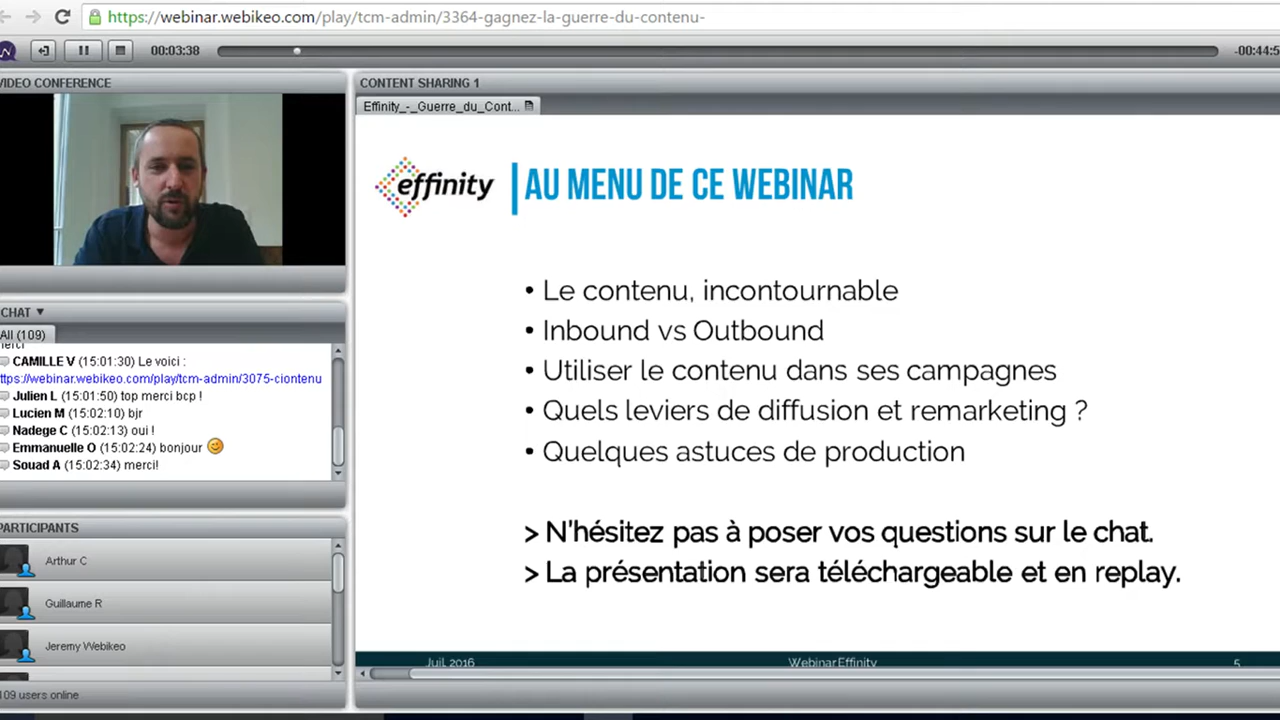 https://webinar.webikeo.com/play/tcm-admin/3364-gagnez-la-guerre-du-contenu-
00:03:38
-00:44:5
VIDEO CONFERENCE
CONTENT SHARING 1
Effinity_-_Guerre_du_Cont...
effinity
AU MENU DE CE WEBINAR
• Le contenu, incontournable
• Inbound vs Outbound
• Utiliser le contenu dans ses campagnes
• Quels leviers de diffusion et remarketing ?
• Quelques astuces de production
> N'hésitez pas à poser vos questions sur le chat.
> La présentation sera téléchargeable et en replay.
Juil. 2016
Webinar Effinity
5
CHAT
All (109)
merci
CAMILLE V (15:01:30) Le voici :
ttps://webinar.webikeo.com/play/tcm-admin/3075-ciontenu
Julien L (15:01:50) top merci bcp !
Lucien M (15:02:10) bjr
Nadege C (15:02:13) oui !
Emmanuelle O (15:02:24) bonjour 😊
Souad A (15:02:34) merci!
PARTICIPANTS
Arthur C
Guillaume R
Jeremy Webikeo
109 users online